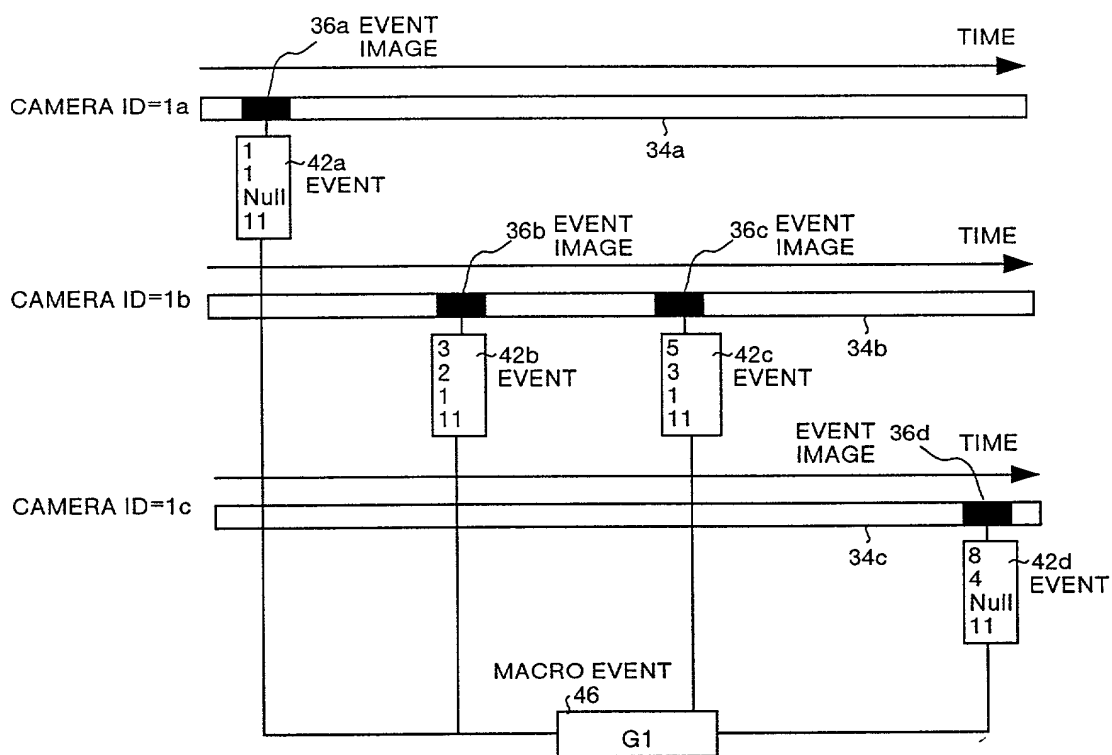 36a EVENT
IMAGE
TIME
CAMERA ID=1a
34a
1
1
Null
11
42a
EVENT
36b EVENT
IMAGE
36c EVENT
IMAGE
TIME
CAMERA ID=1b
34b
3
2
1
11
42b
EVENT
5
3
1
11
42c
EVENT
EVENT
IMAGE
36d
TIME
CAMERA ID=1c
34c
8
4
Null
11
42d
EVENT
MACRO EVENT
46
G1